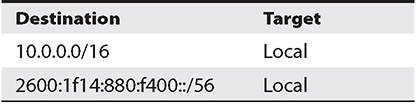 Destination Target
10.0.0.0/16 Local
2600:1f14:880:f400::/56 Local